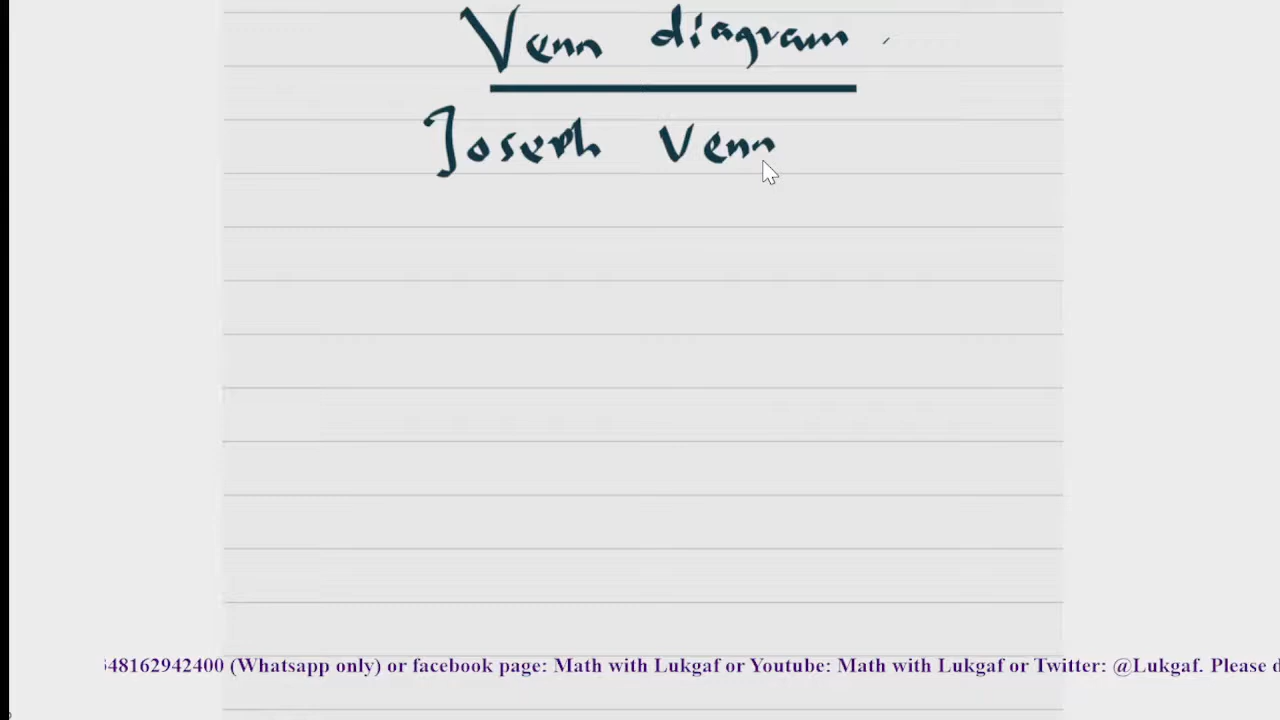 Venn diagram
Joseph Venn
48162942400 (Whatsapp only) or facebook page: Math with Lukgaf or Youtube: Math with Lukgaf or Twitter: @Lukgaf. Please